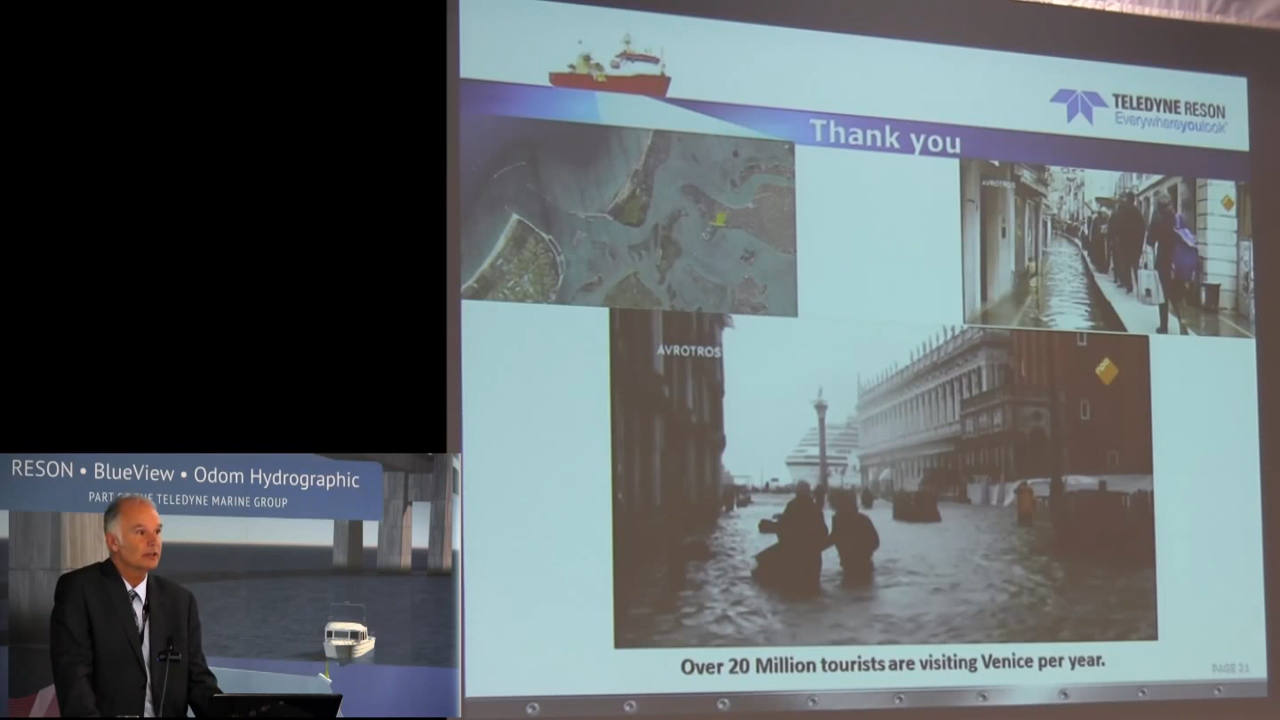 TELEDYNE RESON
Everywhereyoulook
Thank you
AVROTROS
AVROTROS
Over 20 Million tourists are visiting Venice per year.
PAGE 21
RESON • BlueView • Odom Hydrographic
PART OF THE TELEDYNE MARINE GROUP